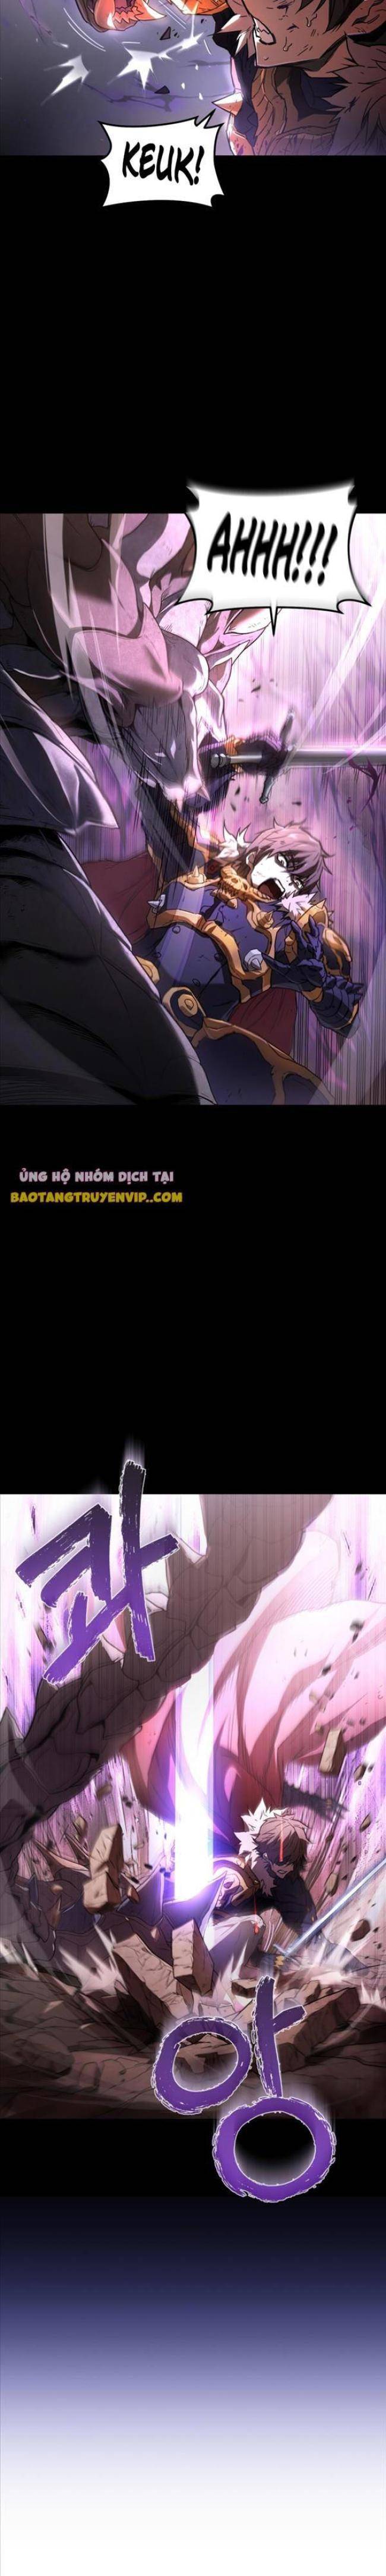 KEUK!
AHHH!!!
ỦNG HỘ NHÓM DỊCH TẠI
BAOTANGTRUYENVIP..COM
콰
앙